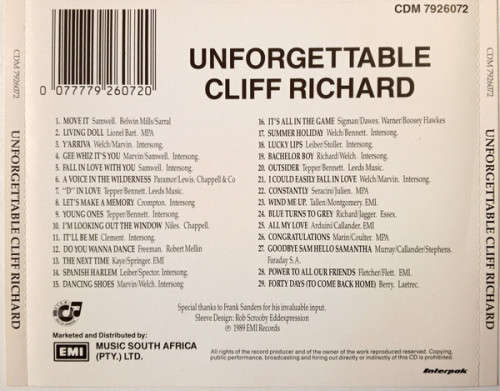 CDM 7926072
0 077779 260720
UNFORGETTABLE
CLIFF RICHARD
1. MOVE IT Samwell. Belwin Mills/Sarral
2. LIVING DOLL Lionel Bart. MPA
3. Y'ARRIVA Welch/Marvin. Intersong.
4. GEE WHIZ IT'S YOU Marvin/Samwell. Intersong.
5. FALL IN LOVE WITH YOU Samwell. Intersong.
6. A VOICE IN THE WILDERNESS Paramor/Lewis. Chappell & Co
7. "D" IN LOVE Tepper/Bennett. Leeds Music.
8. LET'S MAKE A MEMORY Crompton. Intersong
9. YOUNG ONES Tepper/Bennett. Intersong.
10. I'M LOOKING OUT THE WINDOW Niles. Chappell.
11. IT'LL BE ME Clement. Intersong.
12. DO YOU WANNA DANCE Freeman. Robert Mellin
13. THE NEXT TIME Kaye/Springer. EMI
14. SPANISH HARLEM Leiber/Spector. Intersong.
15. DANCING SHOES Marvin/Welch. Intersong
16. IT'S ALL IN THE GAME Sigman/Dawes. Warner/Boosey Hawkes
17. SUMMER HOLIDAY Welch/Bennett. Intersong.
18. LUCKY LIPS Leiber/Stoller. Intersong
19. BACHELOR BOY Richard/Welch. Intersong
20. OUTSIDER Tepper/Bennett. Leeds Music.
21. I COULD EASILY FALL IN LOVE Welch/Marvin. Intersong
22. CONSTANTLY Seracini/Julien. MPA
23. WIND ME UP. Talley/Montgomery. EMI.
24. BLUE TURNS TO GREY Richard/Jagger. Essex.
25. ALL MY LOVE Arduini/Callander. EMI
26. CONGRATULATIONS Martin/Coulter. MPA
27. GOODBYE SAM HELLO SAMANTHA Murray/Callander/Stephens.
Faraday S.A.
28. POWER TO ALL OUR FRIENDS Fletcher/Flett. EMI.
29. FORTY DAYS (TO COME BACK HOME) Berry. Laetrec.
Special thanks to Frank Sanders for his invaluable input.
Sleeve Design: Rob Scrooby Eddexpression
℗ 1989 EMI Records
Marketed and Distributed by:
EMI
MUSIC SOUTH AFRICA
(PTY.) LTD.
All rights of the record producer and of the owner of the work reproduced reserved. Copying,
public performance, broadcasting and hiring out directly or indirectly of this CD is prohibited.
Interpak
CDM 7926072
UNFORGETTABLE CLIFF RICHARD
CDM 7926072
UNFORGETTABLE CLIFF RICHARD